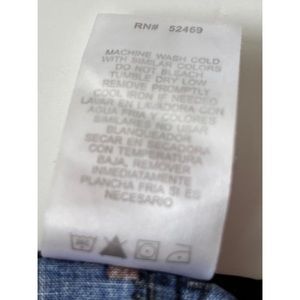 RN# 52469
MACHINE WASH COLD
WITH SIMILAR COLORS
DO NOT BLEACH
TUMBLE DRY LOW
REMOVE PROMPTLY
COOL IRON IF NEEDED
LAVAR EN LAVADORA CON
AGUA FRIA Y COLORES
SIMILARES NO USAR
BLANQUEADOR
SECAR EN SECADORA
CON TEMPERATURA
BAJA, REMOVER
INMEDIATAMENTE
PLANCHA FRIA SI ES
NECESARIO